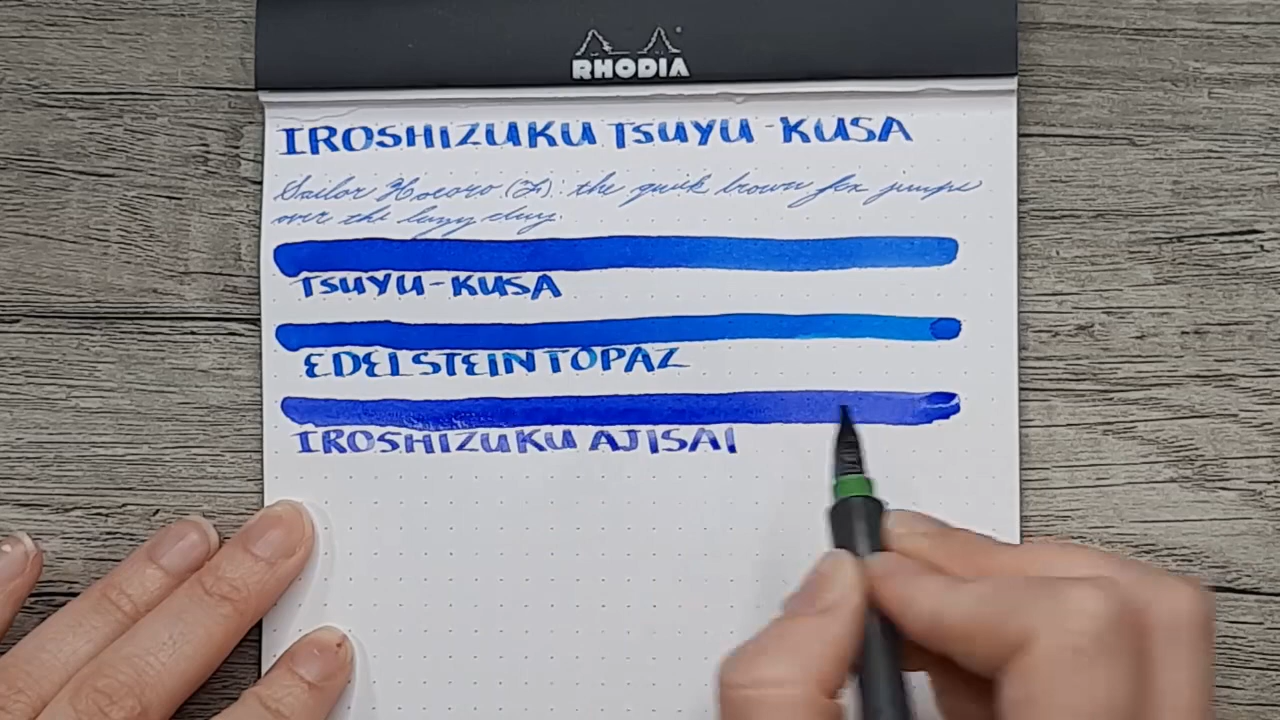 RHODIA
IROSHIZUKU TSUYU-KUSA
Sailor Hocoro (F): the quick brown fox jumps
over the lazy dog.
TSUYU-KUSA
EDELSTEIN TOPAZ
IROSHIZUKU AJISAI